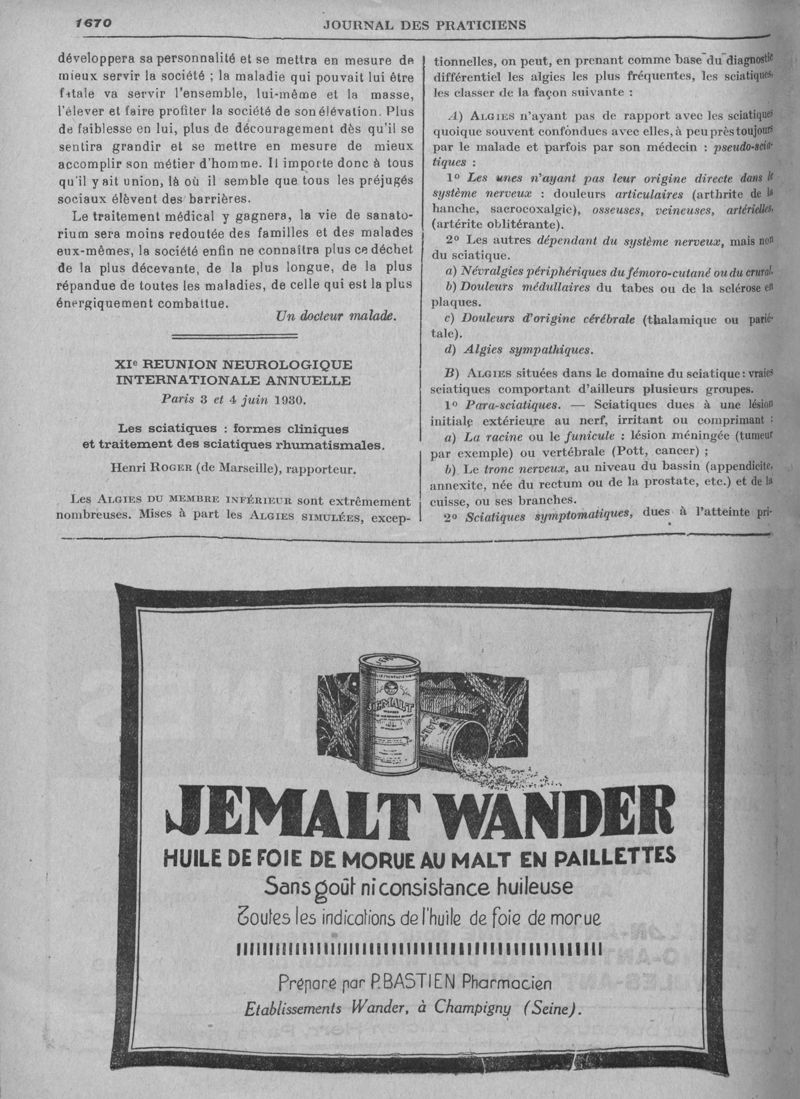 1670
JOURNAL DES PRATICIENS
développera sa personnalité et se mettra en mesure de
mieux servir la société ; la maladie qui pouvait lui être
fatale va servir l'ensemble, lui-même et la masse,
l'élever et faire profiter la société de son élévation. Plus
de faiblesse en lui, plus de découragement dès qu'il se
sentira grandir et se mettre en mesure de mieux
accomplir son métier d'homme. Il importe donc à tous
qu'il y ait union, là où il semble que tous les préjugés
sociaux élèvent des barrières.
Le traitement médical y gagnera, la vie de sanato-
rium sera moins redoutée des familles et des malades
eux-mêmes, la société enfin ne connaîtra plus ce déchet
de la plus décevante, de la plus longue, de la plus
répandue de toutes les maladies, de celle qui est la plus
énergiquement combattue.
Un docteur malade.
XIe REUNION NEUROLOGIQUE
INTERNATIONALE ANNUELLE
Paris 3 et 4 juin 1930.
Les sciatiques : formes cliniques
et traitement des sciatiques rhumatismales.
Henri ROGER (de Marseille), rapporteur.
Les ALGIES DU MEMBRE INFÉRIEUR sont extrêmement
nombreuses. Mises à part les ALGIES SIMULÉES, excep-
tionnelles, on peut, en prenant comme base du diagnostic
différentiel les algies les plus fréquentes, les sciatiques,
les classer de la façon suivante :
A) ALGIES n'ayant pas de rapport avec les sciatiques
quoique souvent confondues avec elles, à peu près toujours
par le malade et parfois par son médecin : pseudo-scia-
tiques :
1o Les unes n'ayant pas leur origine directe dans le
système nerveux : douleurs articulaires (arthrite de la
hanche, sacrocoxalgie), osseuses, veineuses, artérielles,
(artérite oblitérante).
2o Les autres dépendant du système nerveux, mais non
du sciatique.
a) Névralgies périphériques du fémoro-cutané ou du crural.
b) Douleurs médullaires du tabes ou de la sclérose en
plaques.
c) Douleurs d'origine cérébrale (thalamique ou parié-
tale).
d) Algies sympathiques.
B) ALGIES situées dans le domaine du sciatique : vraies
sciatiques comportant d'ailleurs plusieurs groupes.
1o Para-sciatiques. — Sciatiques dues à une lésion
initiale extérieure au nerf, irritant ou comprimant :
a) La racine ou le funicule : lésion méningée (tumeur
par exemple) ou vertébrale (Pott, cancer) ;
b) Le tronc nerveux, au niveau du bassin (appendicite,
annexite, née du rectum ou de la prostate, etc.) et de la
cuisse, ou ses branches.
2o Sciatiques symptomatiques, dues à l'atteinte pri-
JEMALT
JEMALT WANDER
HUILE DE FOIE DE MORUE AU MALT EN PAILLETTES
Sans goût ni consistance huileuse
Toutes les indications de l'huile de foie de morue
Préparé par P.BASTIEN Pharmacien
Etablissements Wander, à Champigny (Seine).